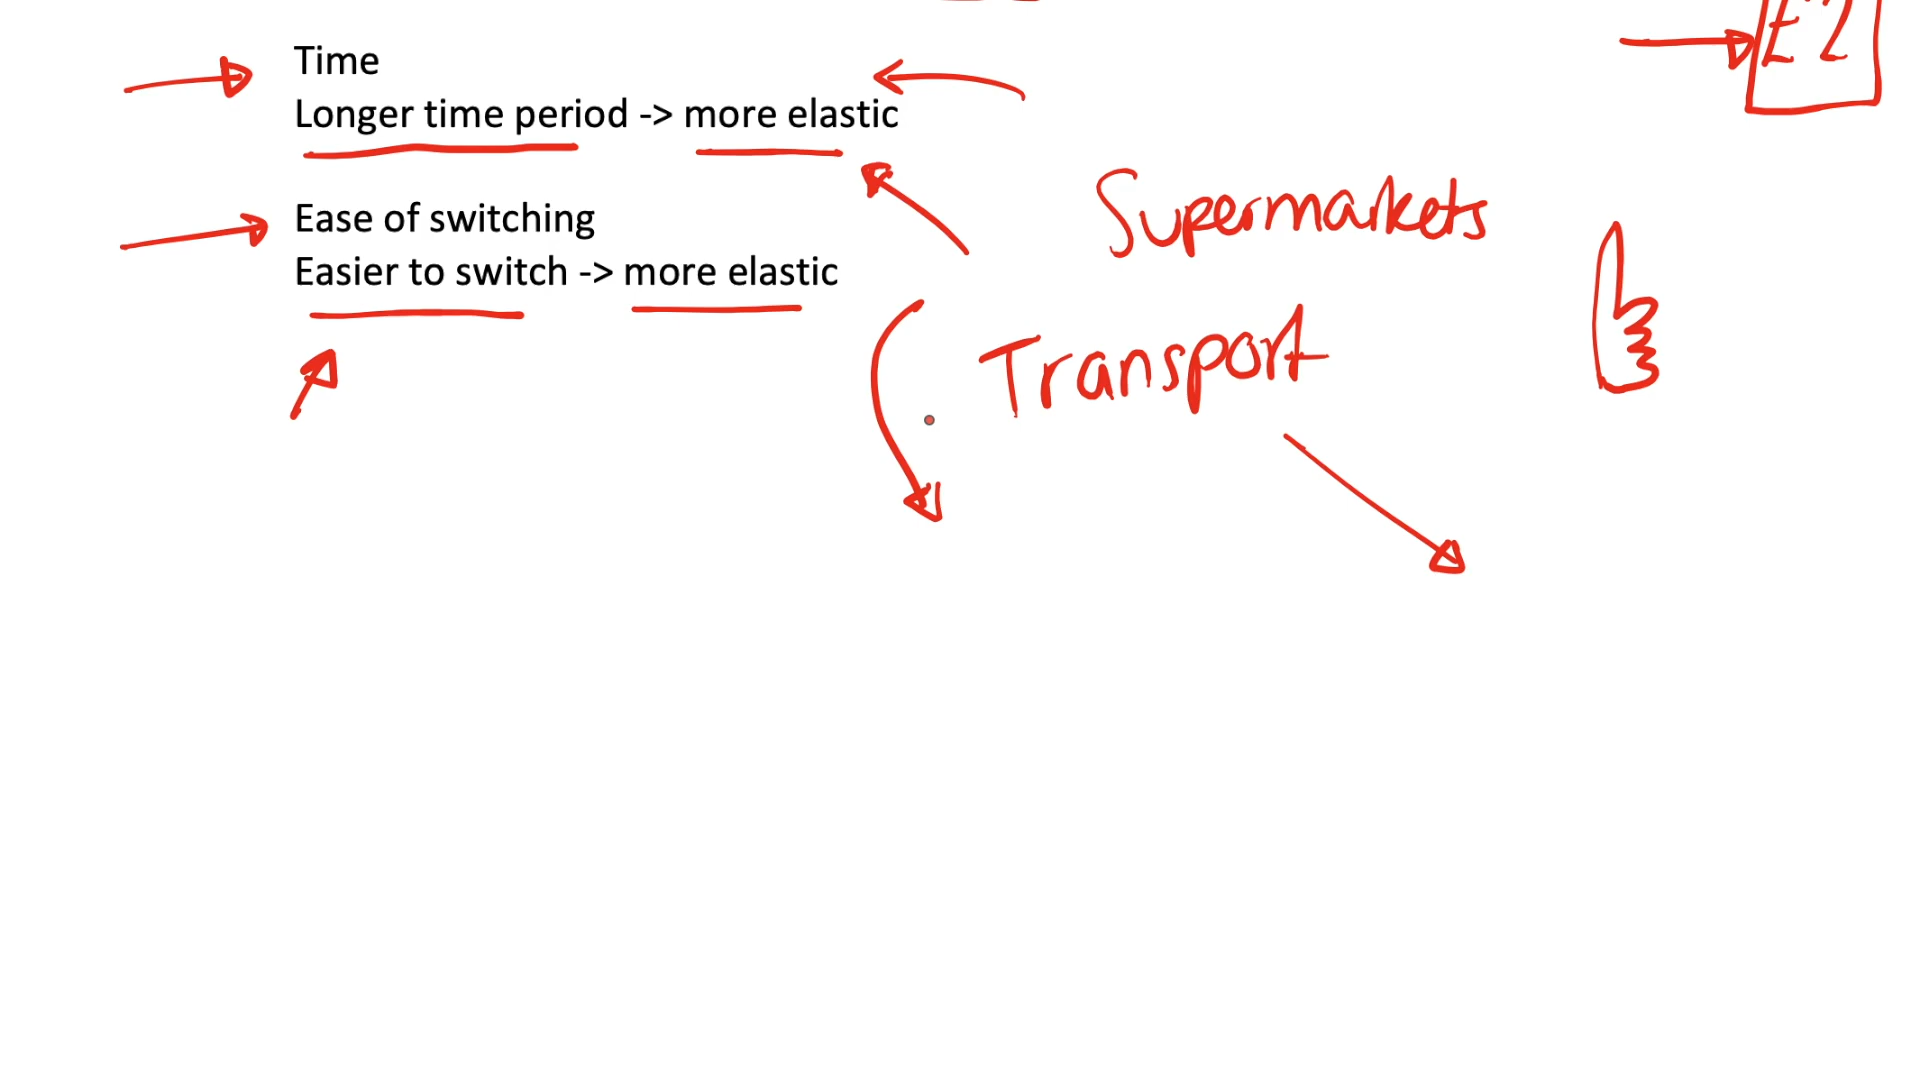 £2
Time
Longer time period -> more elastic
Supermarkets
Ease of switching
Easier to switch -> more elastic
Transport